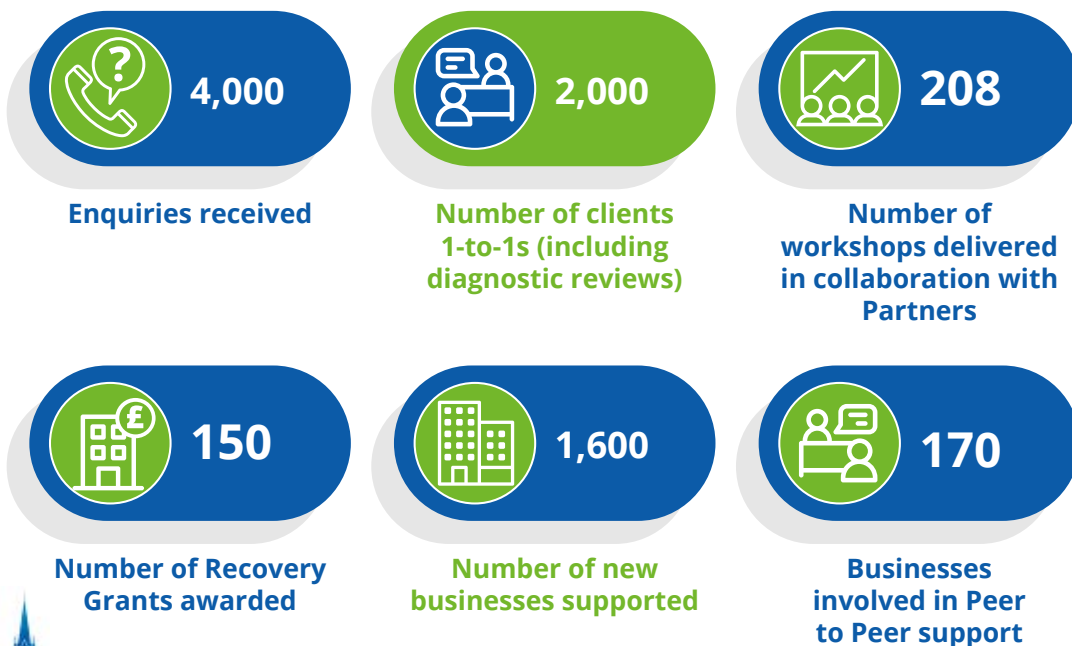 ?
4,000
Enquiries received
2,000
Number of clients
1-to-1s (including
diagnostic reviews)
208
Number of
workshops delivered
in collaboration with
Partners
£
150
Number of Recovery
Grants awarded
1,600
Number of new
businesses supported
170
Businesses
involved in Peer
to Peer support